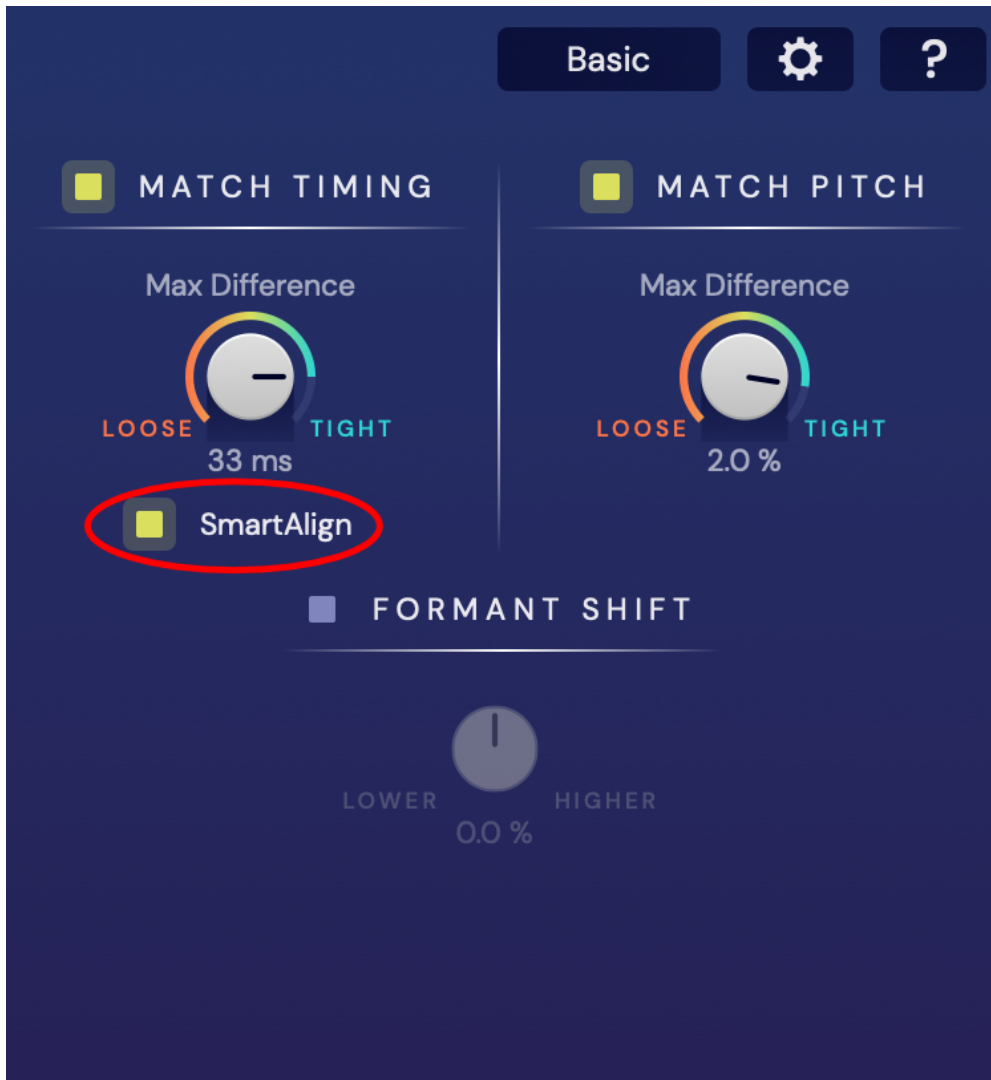 Basic ?
MATCH TIMING
Max Difference
LOOSE TIGHT
33 ms
SmartAlign
MATCH PITCH
Max Difference
LOOSE TIGHT
2.0 %
FORMANT SHIFT
LOWER HIGHER
0.0 %